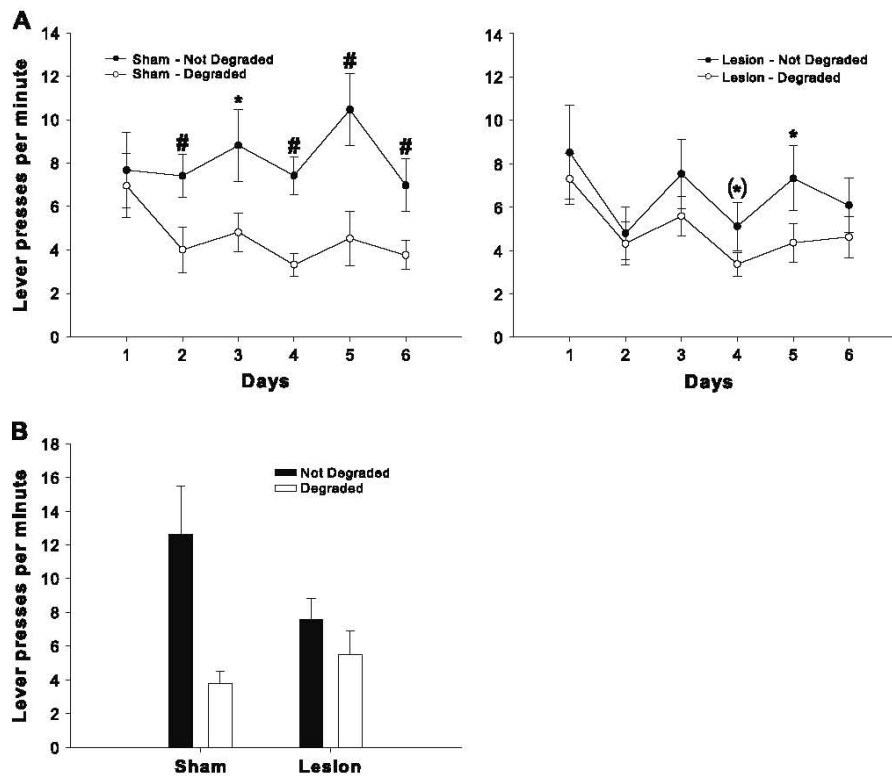 A
Lever presses per minute
14
12
10
8
6
4
2
0
Sham - Not Degraded
Sham - Degraded
#
*
#
#
#
1 2 3 4 5 6
Days
14
12
10
8
6
4
2
0
Lesion - Not Degraded
Lesion - Degraded
(*)
*
1 2 3 4 5 6
Days
B
Lever presses per minute
18
16
14
12
10
8
6
4
2
0
Not Degraded
Degraded
Sham Lesion